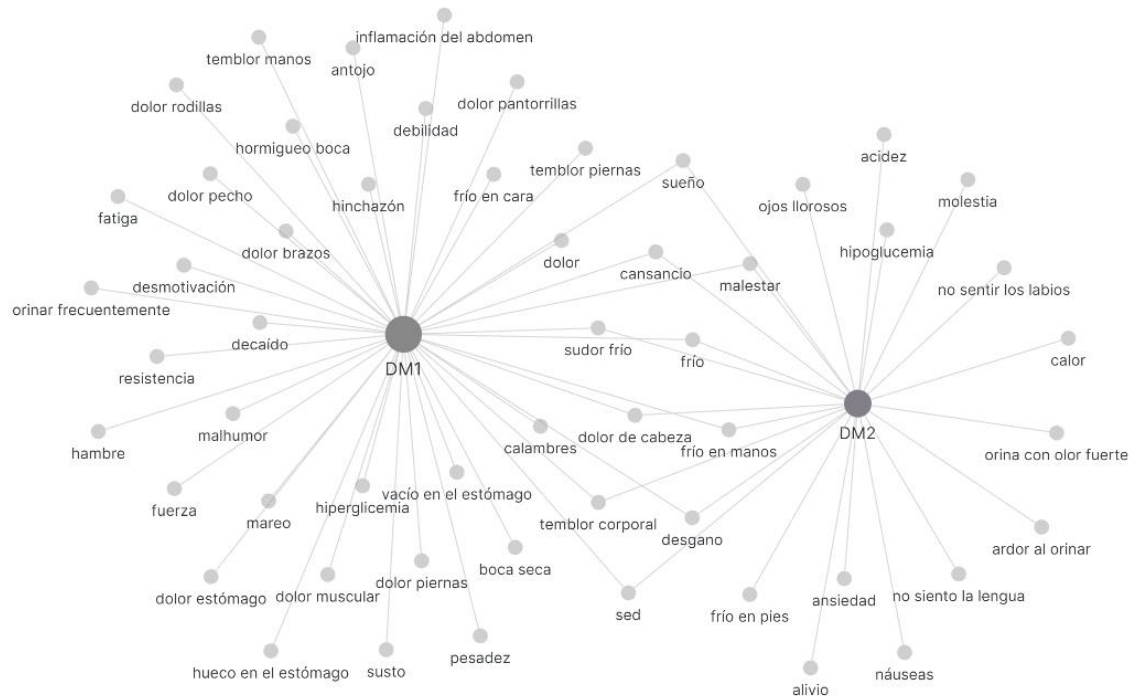 inflamación del abdomen
temblor manos
antojo
dolor rodillas
dolor pantorrillas
debilidad
hormigueo boca
acidez
temblor piernas
sueño
dolor pecho
frío en cara
molestia
ojos llorosos
hinchazón
fatiga
dolor brazos
hipoglucemia
dolor
cansancio
malestar
desmotivación
no sentir los labios
orinar frecuentemente
decaído
sudor frío
frío
calor
DM1
resistencia
DM2
malhumor
hambre
calambres
dolor de cabeza
frío en manos
orina con olor fuerte
vacío en el estómago
fuerza
mareo
hiperglicemia
temblor corporal
desgano
ardor al orinar
boca seca
dolor piernas
dolor estómago
dolor muscular
ansiedad
no siento la lengua
sed
frío en pies
pesadez
hueco en el estómago
susto
náuseas
alivio